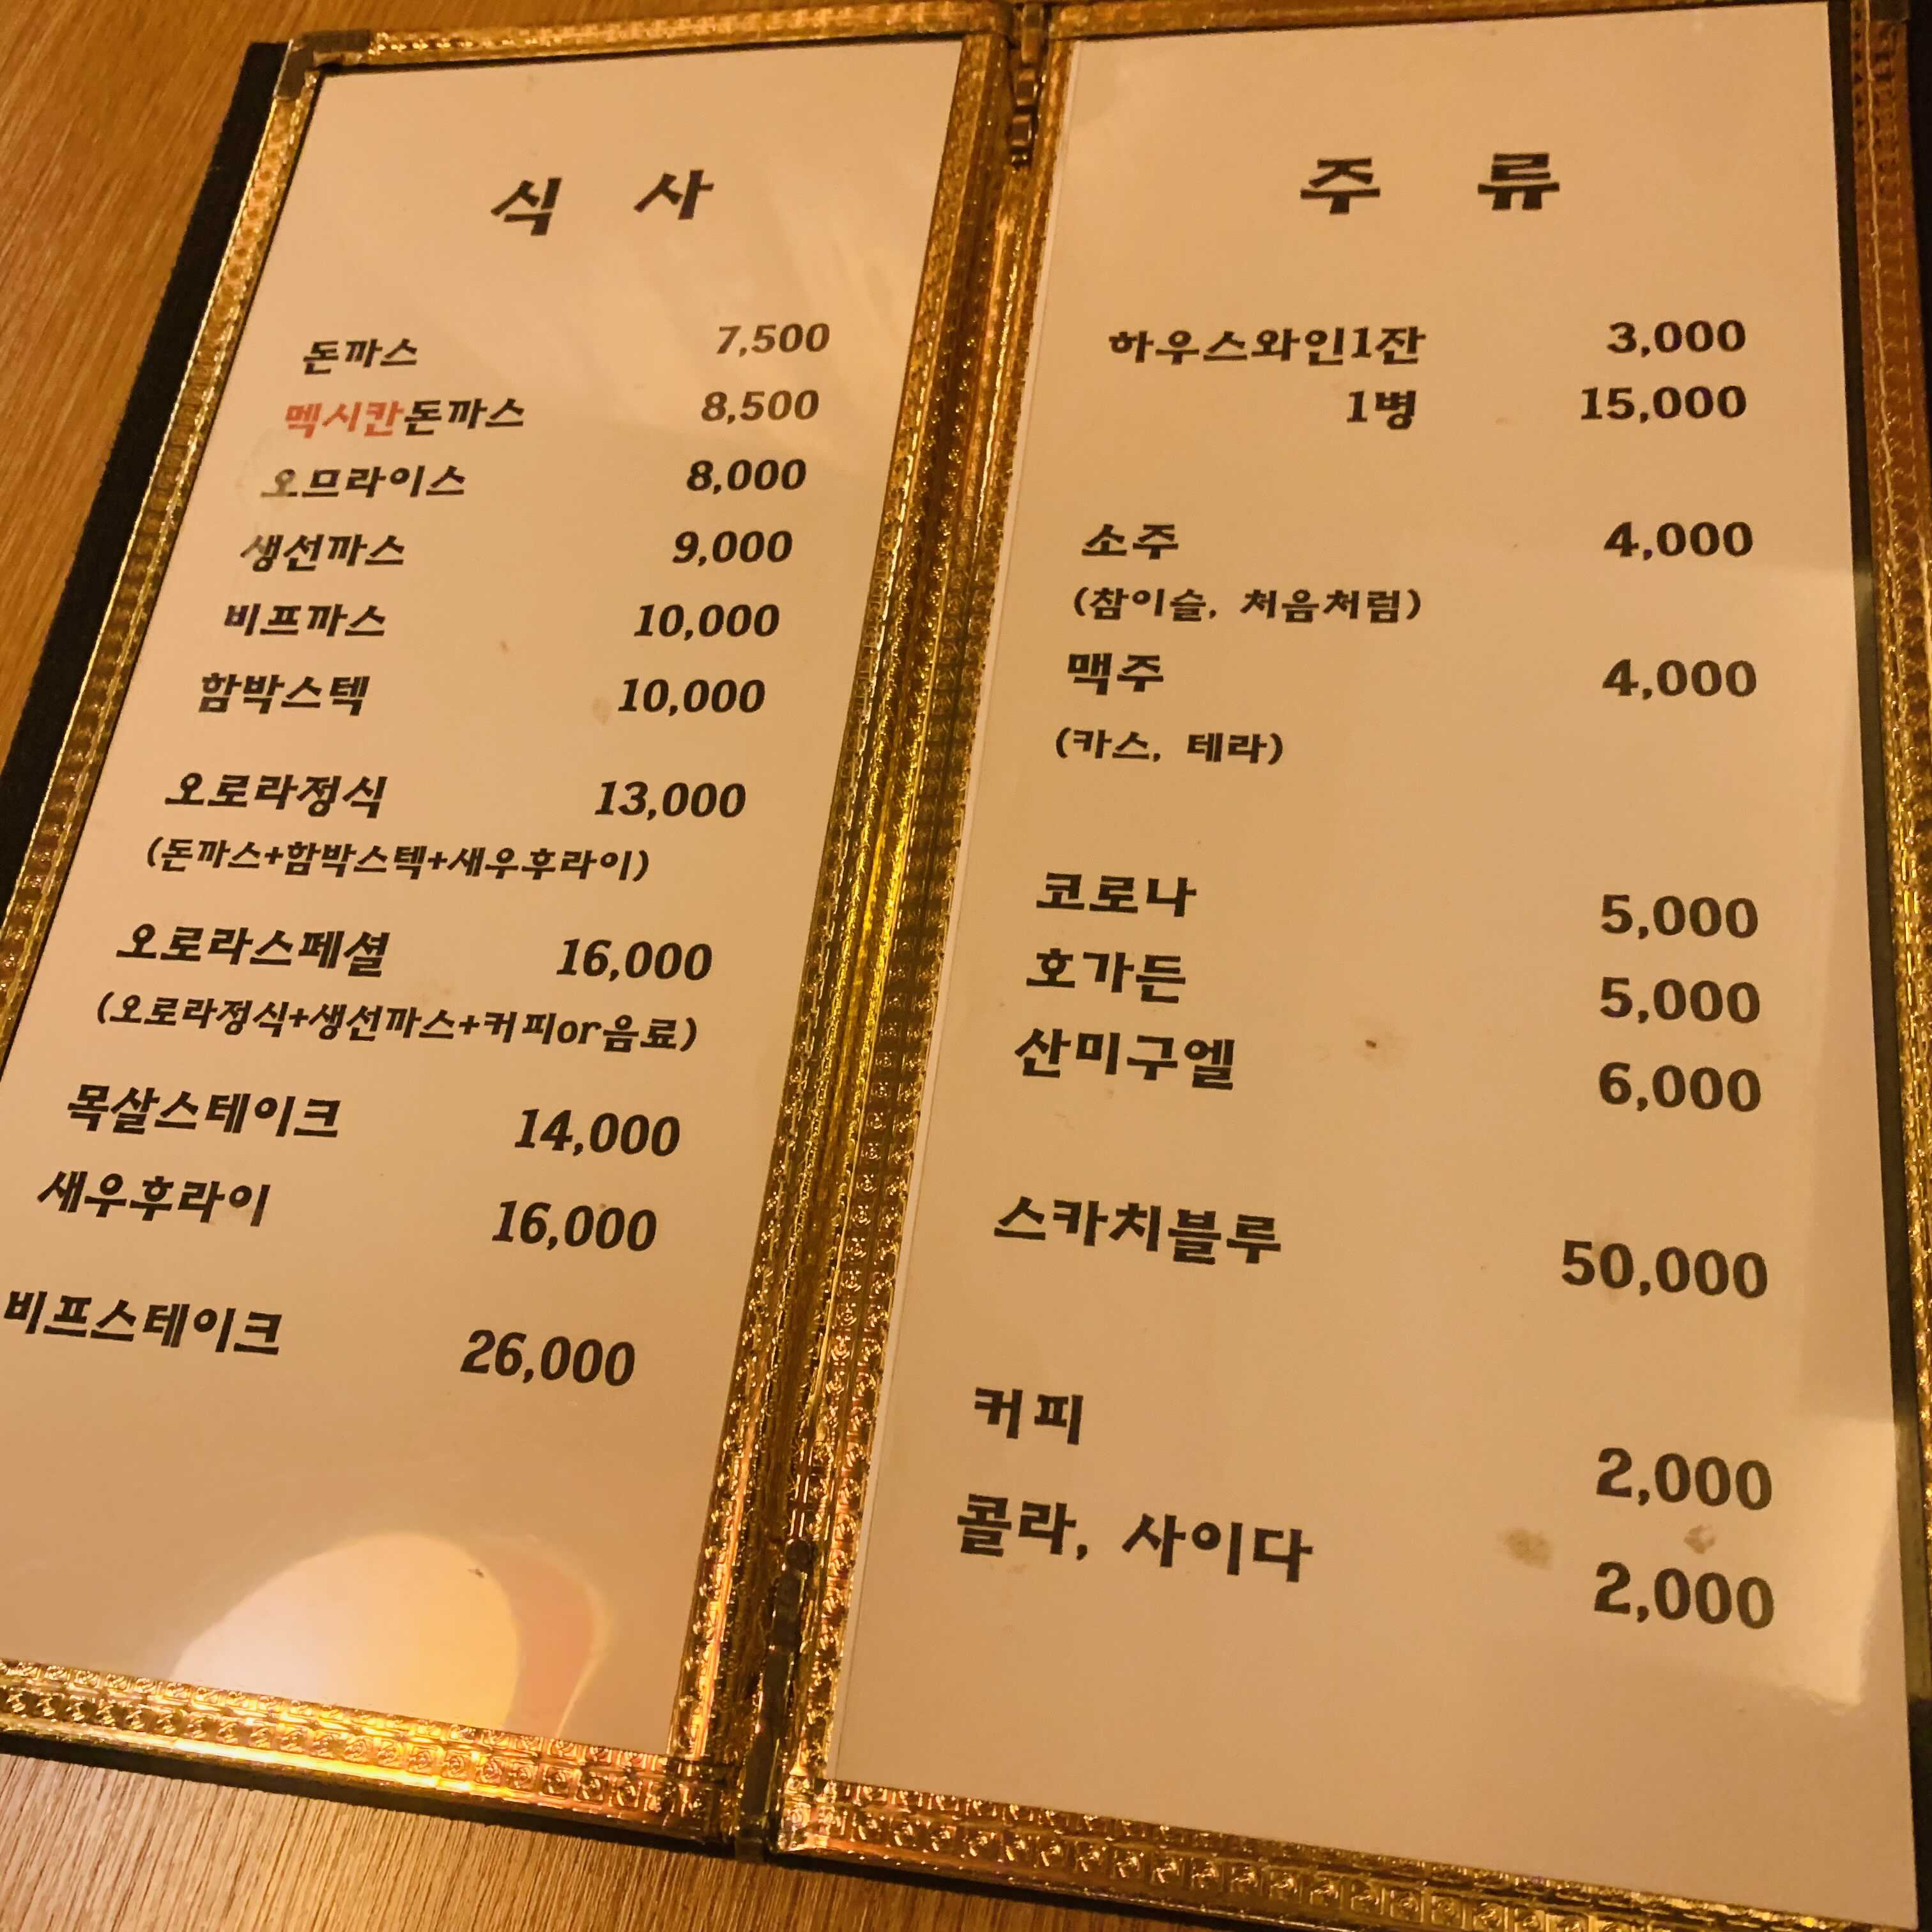 식 사
돈까스 7,500
멕시칸돈까스 8,500
오므라이스 8,000
생선까스 9,000
비프까스 10,000
함박스텍 10,000
오로라정식 13,000
(돈까스+함박스텍+새우후라이)
오로라스페셜 16,000
(오로라정식+생선까스+커피or음료)
목살스테이크 14,000
새우후라이 16,000
비프스테이크 26,000
주 류
하우스와인1잔 3,000
1병 15,000
소주 4,000
(참이슬, 처음처럼)
맥주 4,000
(카스, 테라)
코로나 5,000
호가든 5,000
산미구엘 6,000
스카치블루 50,000
커피 2,000
콜라, 사이다 2,000